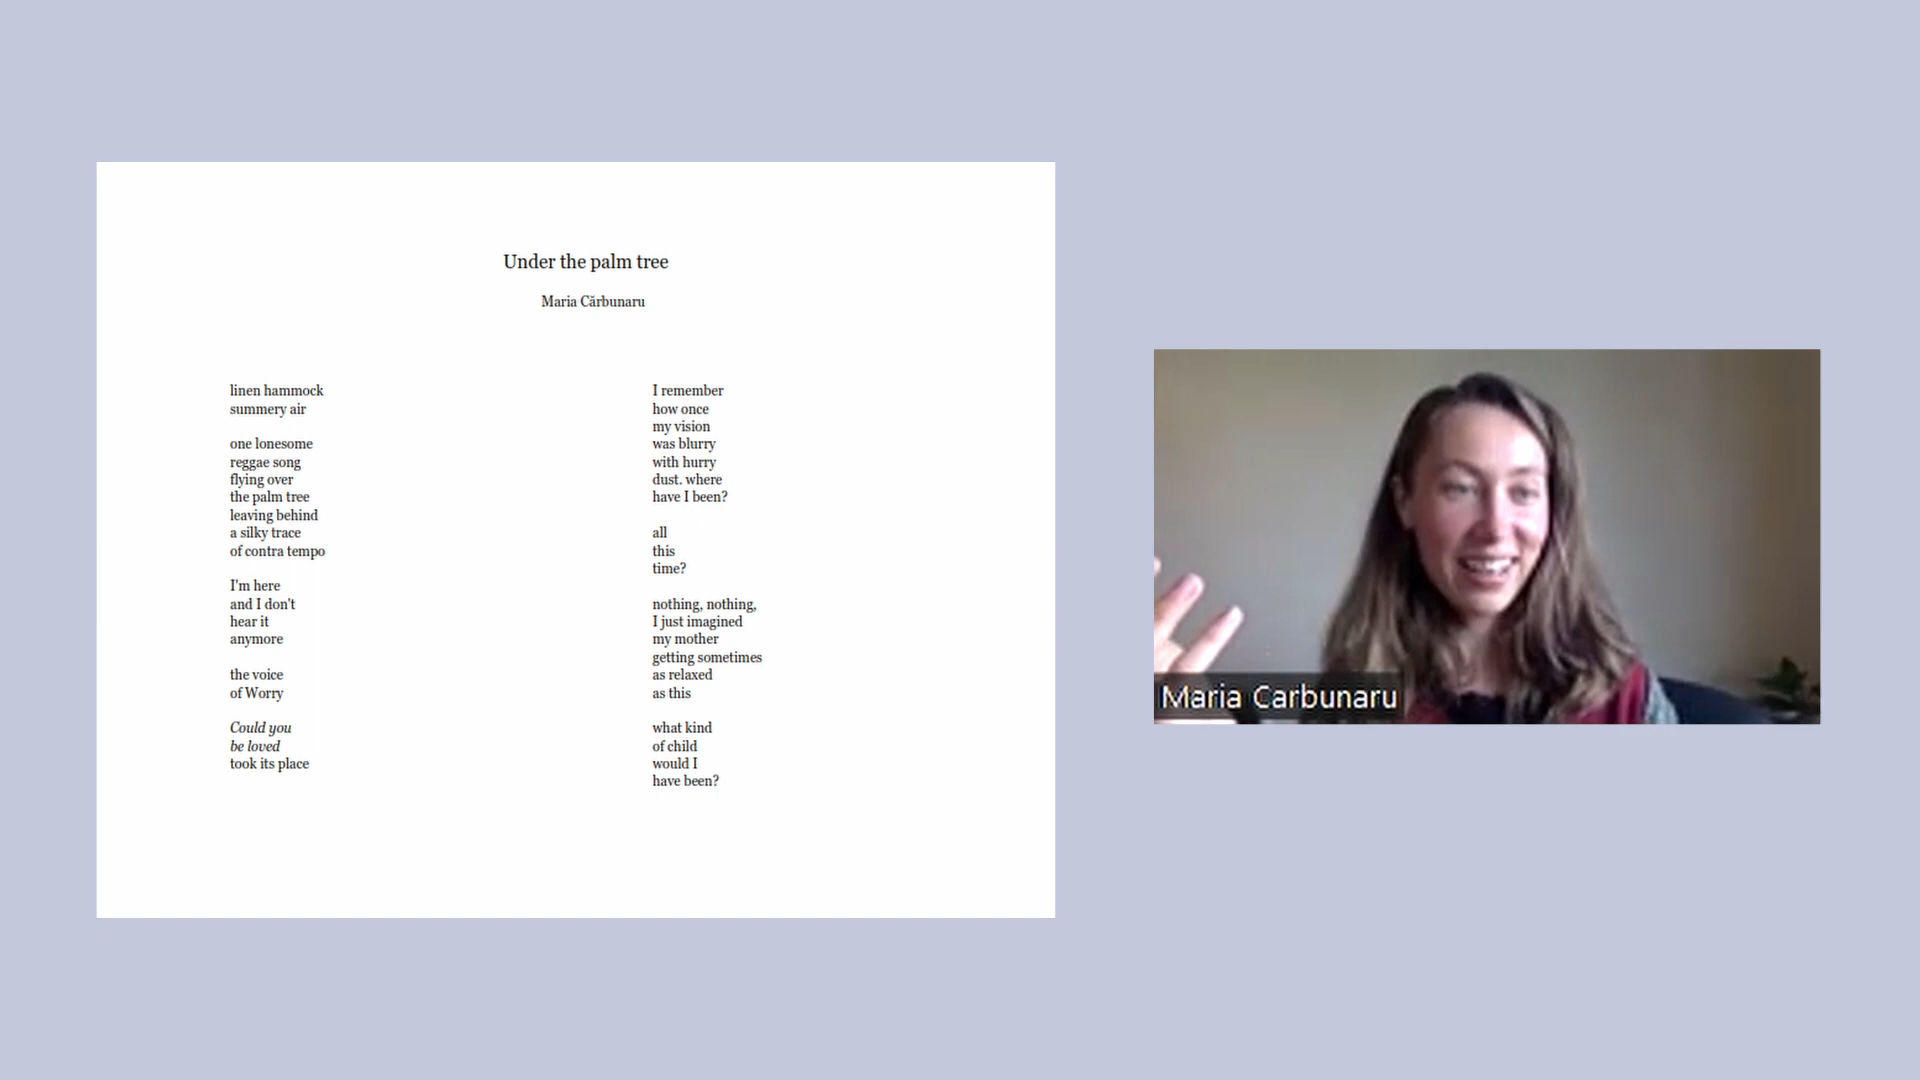 Under the palm tree
Maria Cărbunaru
linen hammock
summery air
one lonesome
reggae song
flying over
the palm tree
leaving behind
a silky trace
of contra tempo
I'm here
and I don't
hear it
anymore
the voice
of Worry
Could you
be loved
took its place
I remember
how once
my vision
was blurry
with hurry
dust. where
have I been?
all
this
time?
nothing, nothing,
I just imagined
my mother
getting sometimes
as relaxed
as this
what kind
of child
would I
have been?
Maria Carbunaru